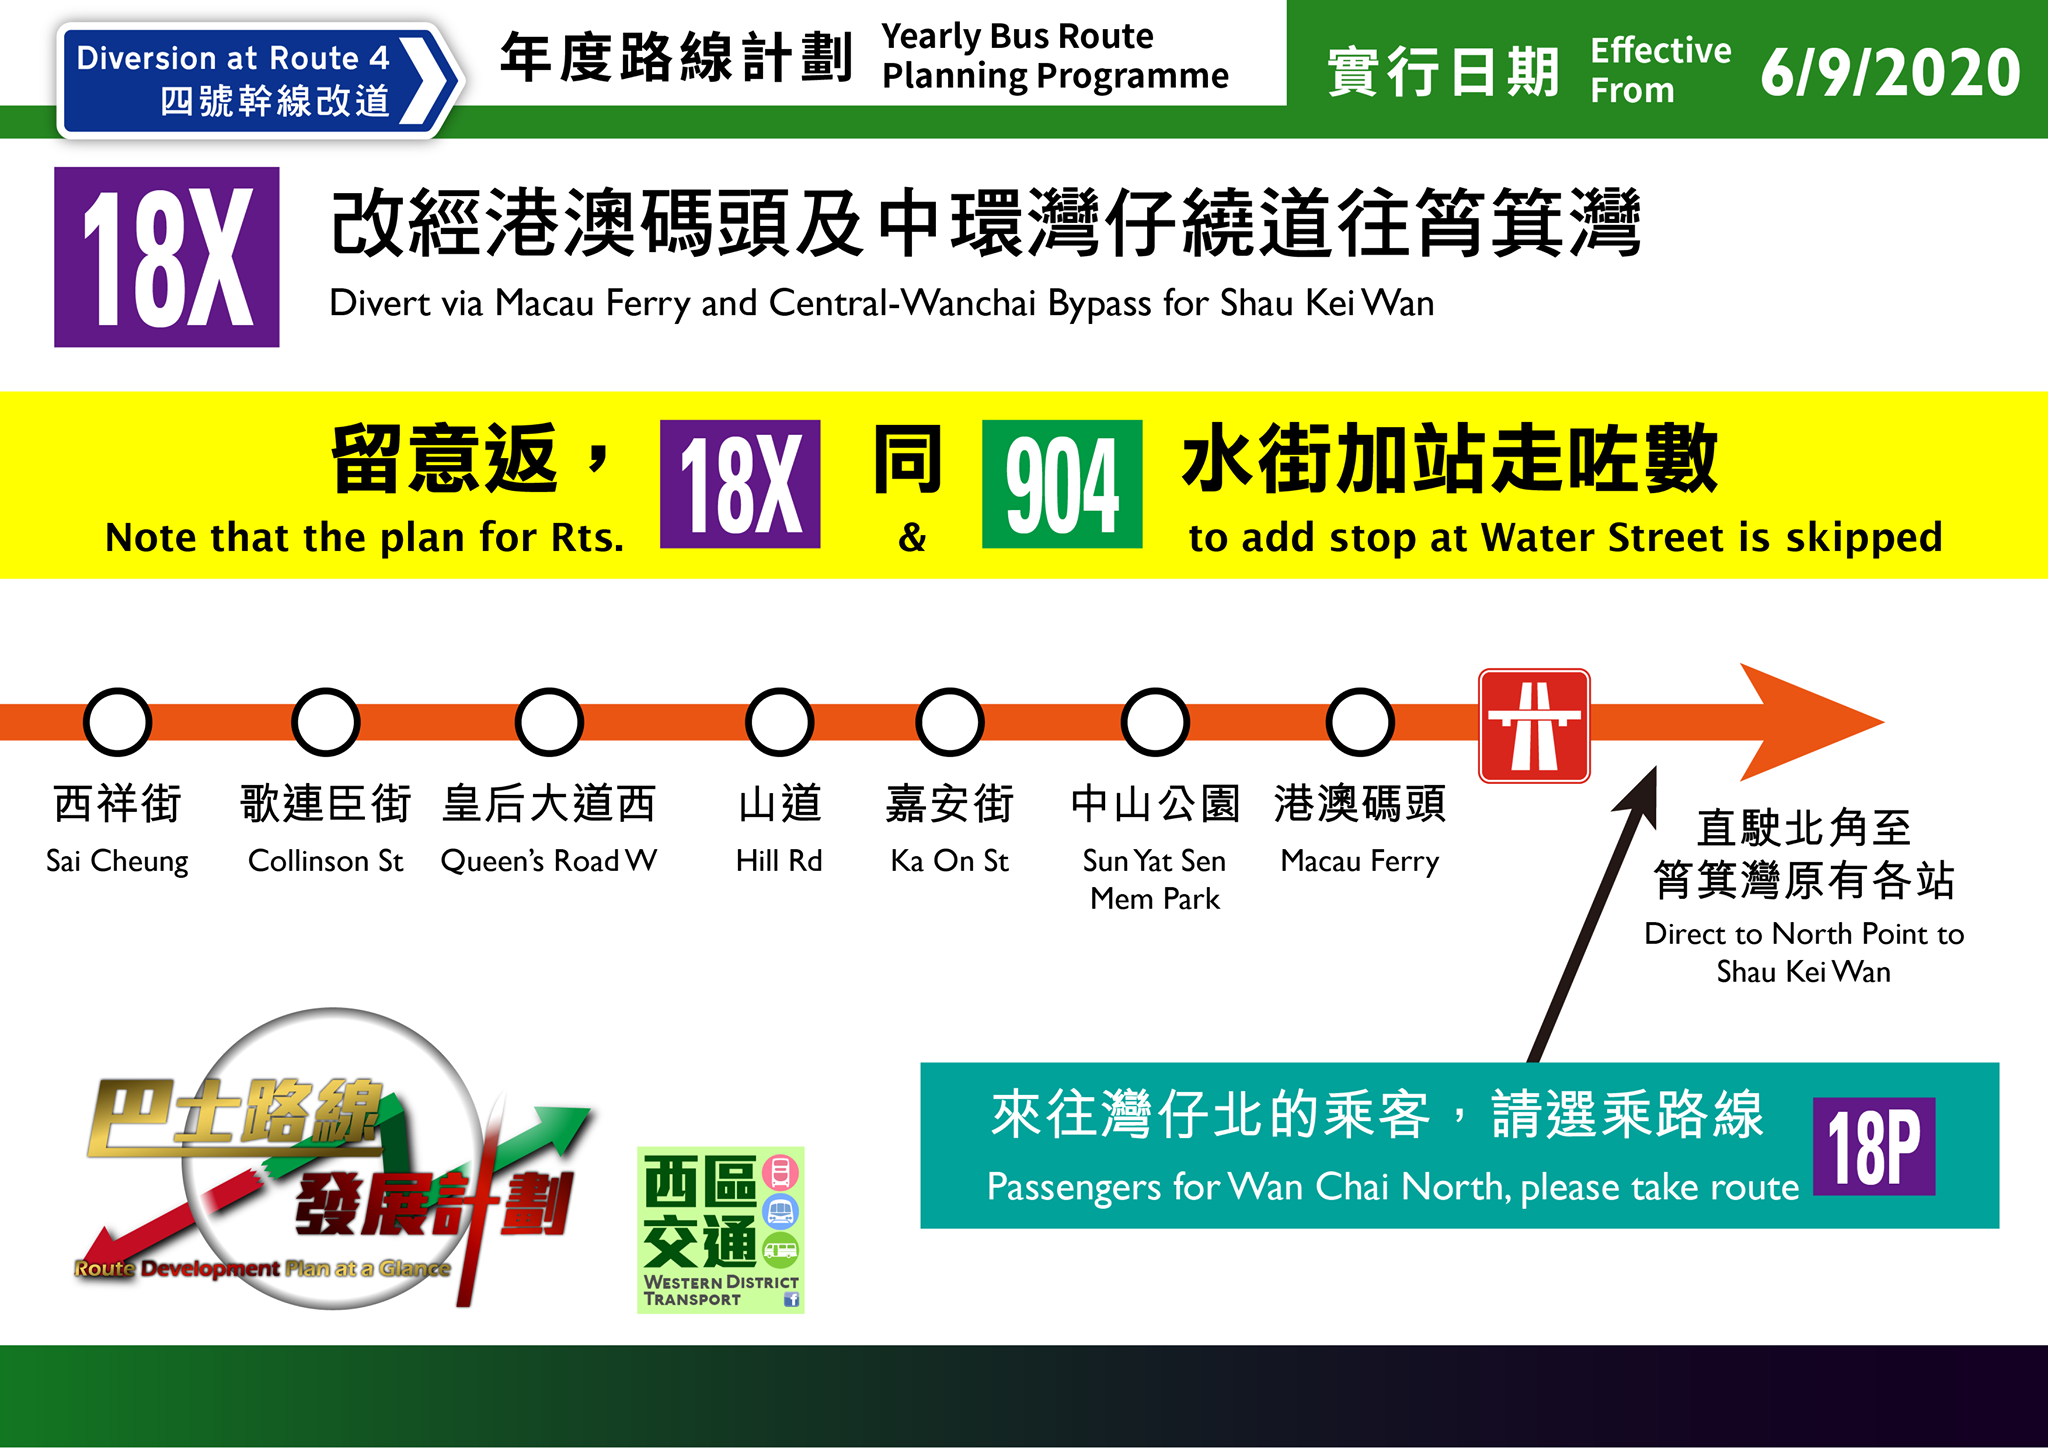 Diversion at Route 4
四號幹線改道
年度路線計劃
Yearly Bus Route
Planning Programme
實行日期
Effective
From
6/9/2020
18X
改經港澳碼頭及中環灣仔繞道往筲箕灣
Divert via Macau Ferry and Central-Wanchai Bypass for Shau Kei Wan
留意返，
18X
同
904
水街加站走咗數
Note that the plan for Rts.
&
to add stop at Water Street is skipped
西祥街
Sai Cheung
歌連臣街
Collinson St
皇后大道西
Queen's Road W
山道
Hill Rd
嘉安街
Ka On St
中山公園
Sun Yat Sen
Mem Park
港澳碼頭
Macau Ferry
直駛北角至
筲箕灣原有各站
Direct to North Point to
Shau Kei Wan
來往灣仔北的乘客，請選乘路線
Passengers for Wan Chai North, please take route
18P
巴士路線
發展計劃
Route Development Plan at a Glance
西區
交通
WESTERN DISTRICT
TRANSPORT
f